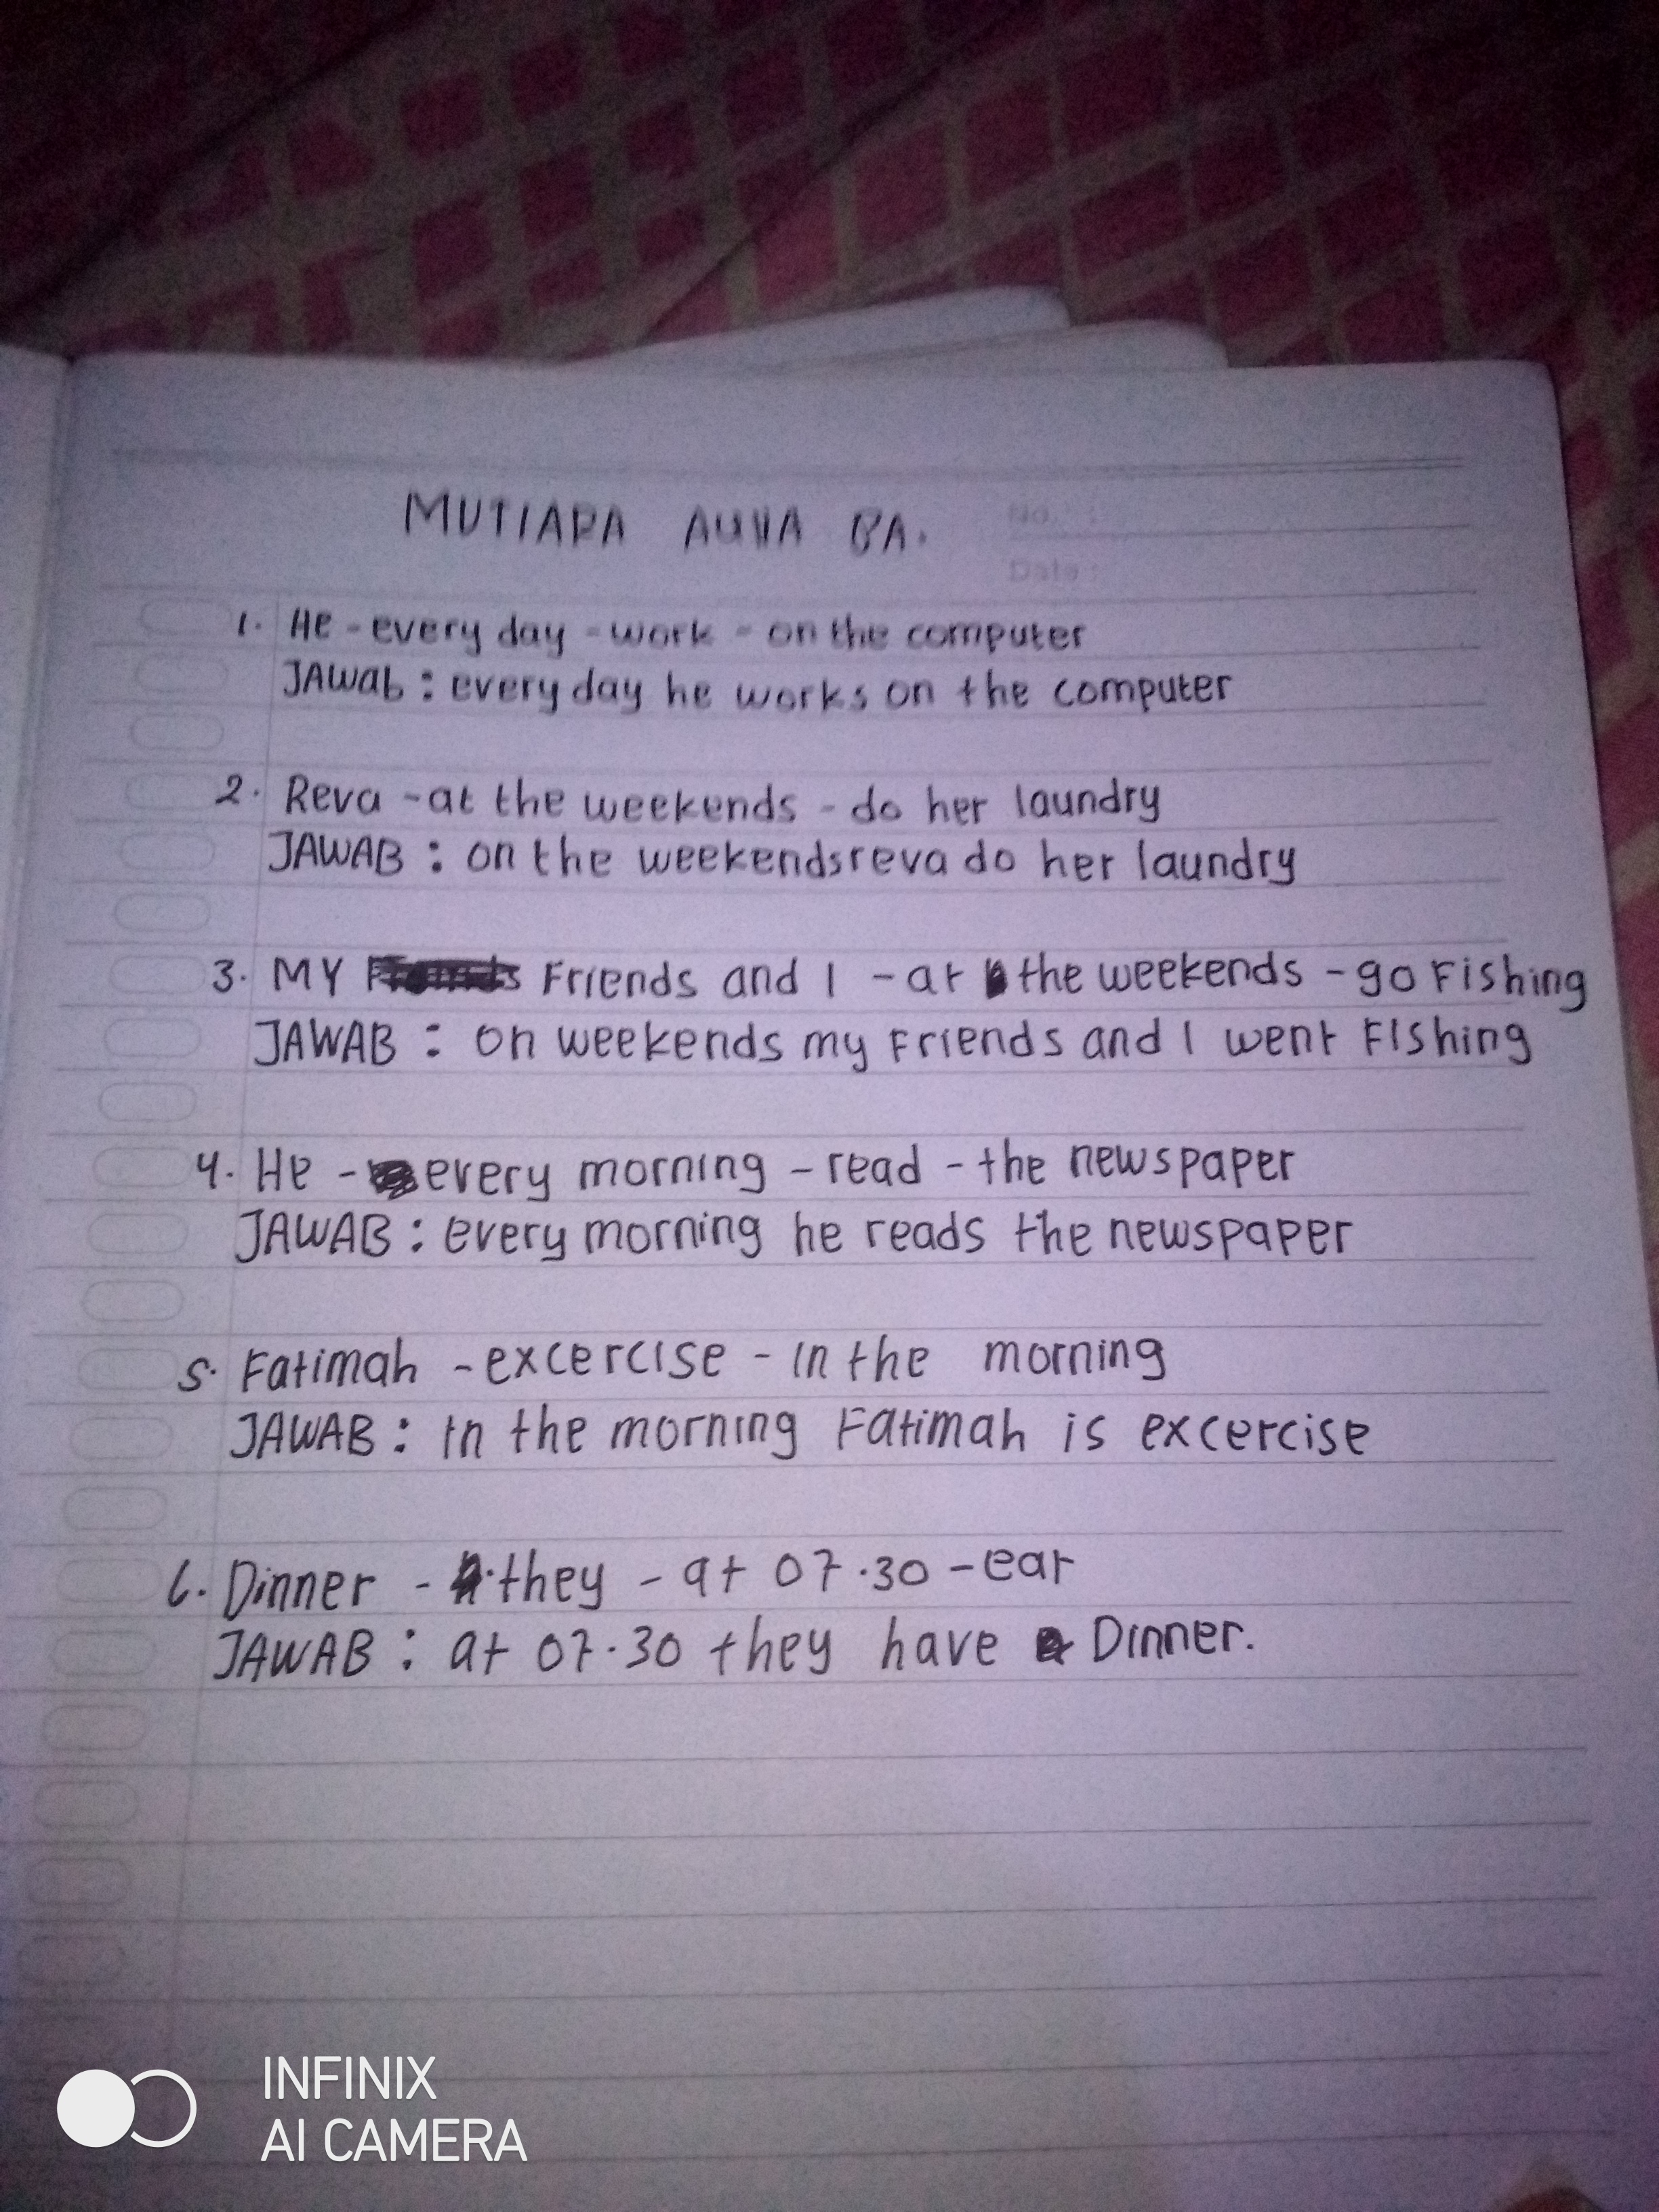 MUTIARA AULIA BA.
No. :
Date :
1. He - every day - work - on the computer
JAWab : every day he works on the computer
2. Reva - at the weekends - do her laundry
JAWAB : on the weekends reva do her laundry
3. MY Friends and I - at the weekends - go Fishing
JAWAB : on weekends my Friends and I went FIshing
4. He - every morning - read - the newspaper
JAWAB : every morning he reads the newspaper
5. Fatimah - excercise - in the morning
JAWAB : in the morning Fatimah is excercise
6. Dinner - they - at 07.30 - eat
JAWAB : at 07.30 they have Dinner.
INFINIX
AI CAMERA